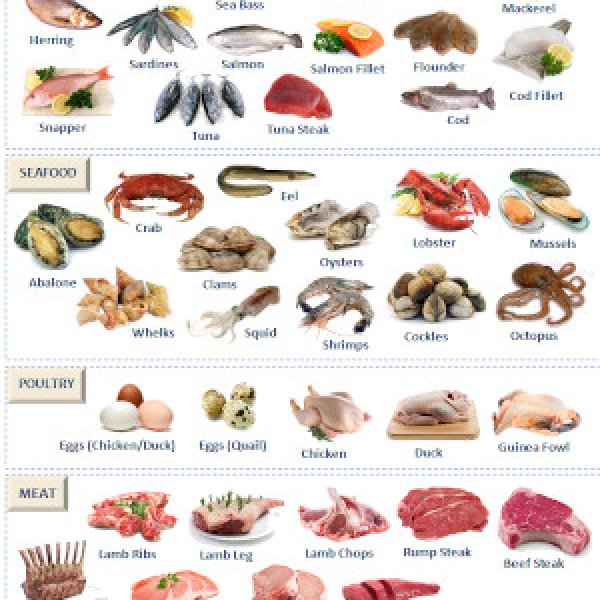 Sea Bass
Mackerel
Herring
Sardines
Salmon
Salmon Fillet
Flounder
Cod Fillet
Snapper
Tuna
Tuna Steak
Cod
SEAFOOD
Crab
Eel
Abalone
Clams
Oysters
Lobster
Mussels
Whelks
Squid
Shrimps
Cockles
Octopus
POULTRY
Eggs (Chicken/Duck)
Eggs (Quail)
Chicken
Duck
Guinea Fowl
MEAT
Lamb Ribs
Lamb Leg
Lamb Chops
Rump Steak
Beef Steak